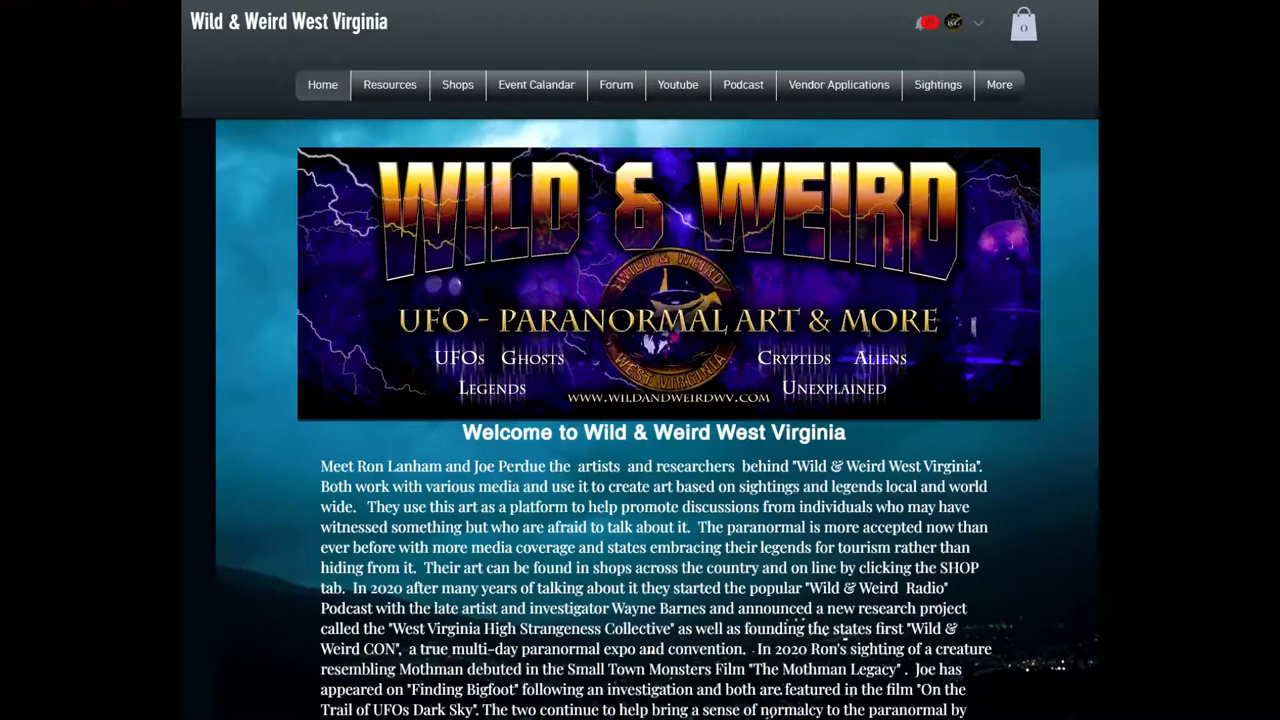 Wild & Weird West Virginia
0
Home Resources Shops Event Calandar Forum Youtube Podcast Vendor Applications Sightings More
WILD & WEIRD
WILD & WEIRD
UFO - PARANORMAL ART & MORE
UFOs Ghosts Cryptids Aliens
Legends Unexplained
WEST VIRGINIA
WWW.WILDANDWEIRDWV.COM
Welcome to Wild & Weird West Virginia
Meet Ron Lanham and Joe Perdue the artists and researchers behind "Wild & Weird West Virginia".
Both work with various media and use it to create art based on sightings and legends local and world
wide. They use this art as a platform to help promote discussions from individuals who may have
witnessed something but who are afraid to talk about it. The paranormal is more accepted now than
ever before with more media coverage and states embracing their legends for tourism rather than
hiding from it. Their art can be found in shops across the country and on line by clicking the SHOP
tab. In 2020 after many years of talking about it they started the popular "Wild & Weird Radio"
Podcast with the late artist and investigator Wayne Barnes and announced a new research project
called the "West Virginia High Strangeness Collective" as well as founding the states first "Wild &
Weird CON", a true multi-day paranormal expo and convention. In 2020 Ron's sighting of a creature
resembling Mothman debuted in the Small Town Monsters Film "The Mothman Legacy" . Joe has
appeared on "Finding Bigfoot" following an investigation and both are featured in the film "On the
Trail of UFOs Dark Sky". The two continue to help bring a sense of normalcy to the paranormal by